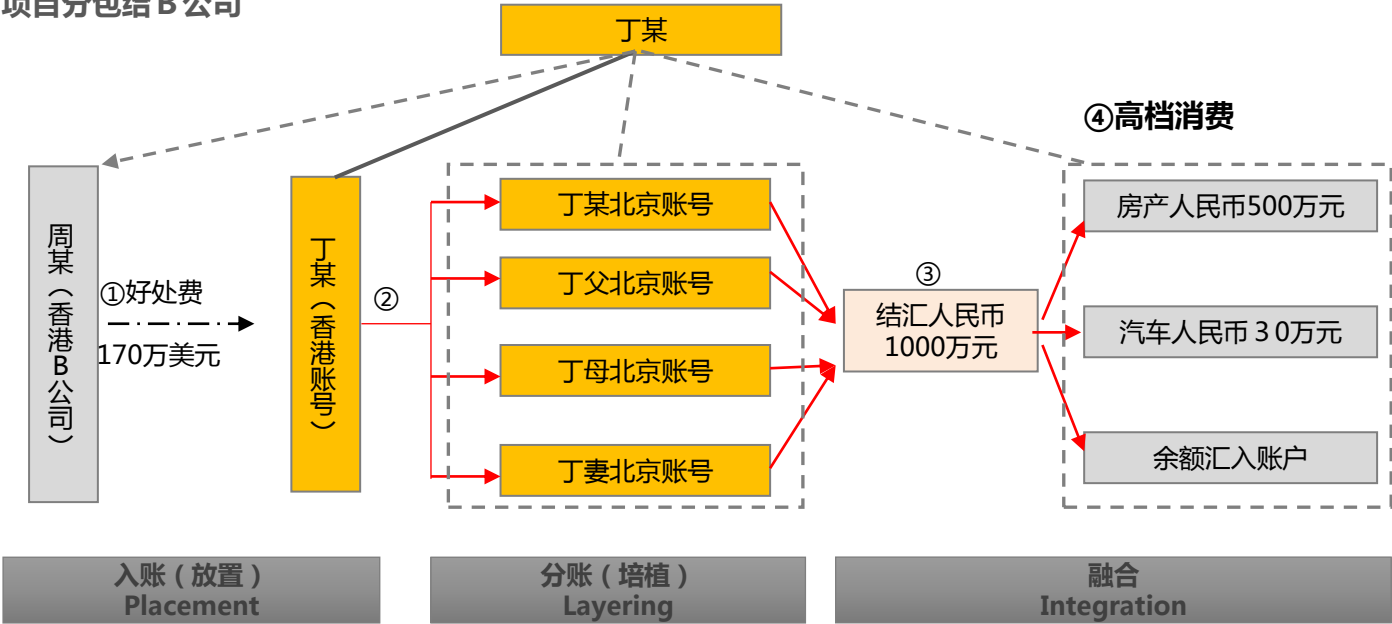 项目分包给B公司
丁某
④高档消费
周某（香港B公司）
①好处费
170万美元
丁某（香港账号）
②
丁某北京账号
丁父北京账号
丁母北京账号
丁妻北京账号
③
结汇人民币
1000万元
房产人民币500万元
汽车人民币３0万元
余额汇入账户
入账（放置）
Placement
分账（培植）
Layering
融合
Integration